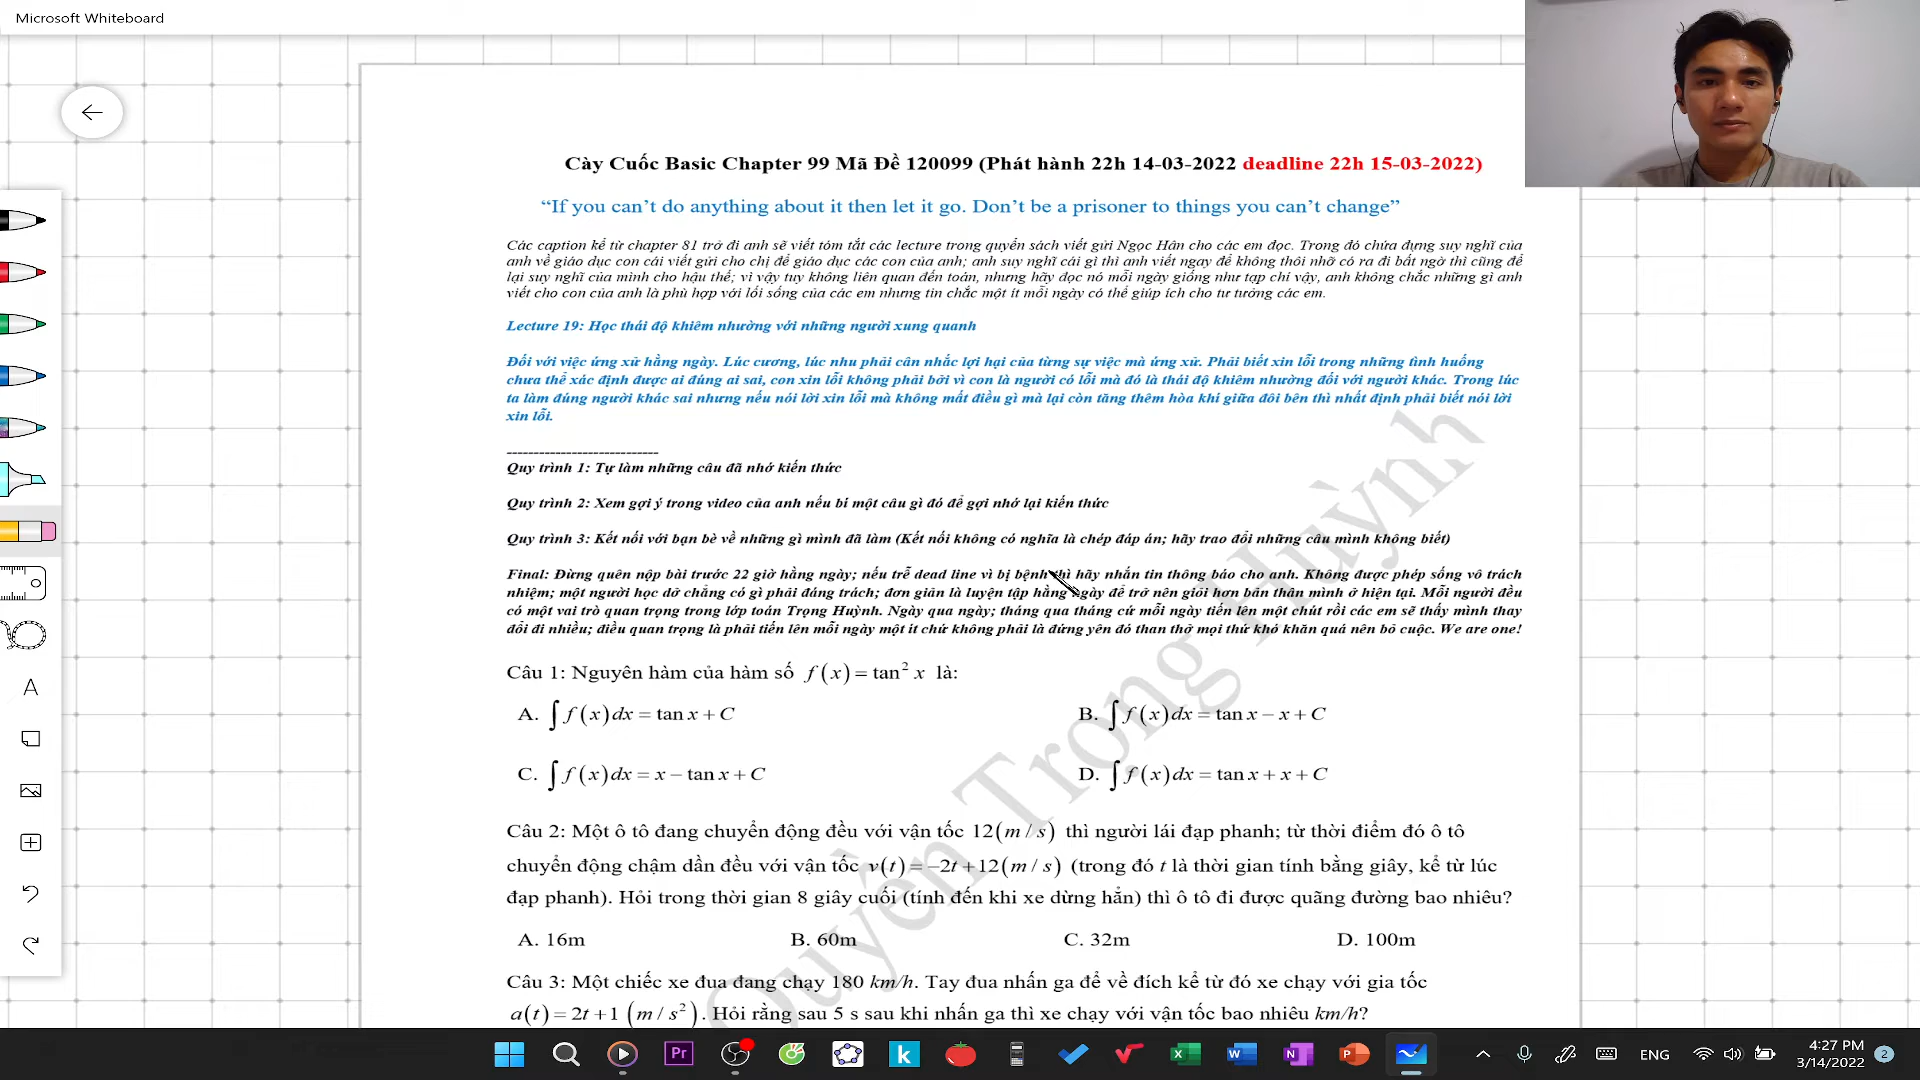 Microsoft Whiteboard
Cày Cuốc Basic Chapter 99 Mã Đề 120099 (Phát hành 22h 14-03-2022 deadline 22h 15-03-2022)
“If you can’t do anything about it then let it go. Don’t be a prisoner to things you can’t change”
Các caption kể từ chapter 81 trở đi anh sẽ viết tóm tắt các lecture trong quyển sách viết gửi Ngọc Hân cho các em đọc. Trong đó chứa đựng suy nghĩ của
anh về giáo dục con cái viết gửi cho chị để giáo dục các con của anh; anh suy nghĩ cái gì thì anh viết ngay để không thôi nhỡ có ra đi bất ngờ thì cũng để
lại suy nghĩ của mình cho hậu thế; vì vậy tuy không liên quan đến toán, nhưng hãy đọc nó mỗi ngày giống như tạp chí vậy, anh không chắc những gì anh
viết cho con của anh là phù hợp với lối sống của các em nhưng tin chắc một ít mỗi ngày có thể giúp ích cho tư tưởng các em.
Lecture 19: Học thái độ khiêm nhường với những người xung quanh
Đối với việc ứng xử hằng ngày. Lúc cương, lúc nhu phải cân nhắc lợi hại của từng sự việc mà ứng xử. Phải biết xin lỗi trong những tình huống
chưa thể xác định được ai đúng ai sai, con xin lỗi không phải bởi vì con là người có lỗi mà đó là thái độ khiêm nhường đối với người khác. Trong lúc
ta làm đúng người khác sai nhưng nếu nói lời xin lỗi mà không mất điều gì mà lại còn tăng thêm hòa khí giữa đôi bên thì nhất định phải biết nói lời
xin lỗi.
----------------------------
Quy trình 1: Tự làm những câu đã nhớ kiến thức
Quy trình 2: Xem gợi ý trong video của anh nếu bí một câu gì đó để gợi nhớ lại kiến thức
Quy trình 3: Kết nối với bạn bè về những gì mình đã làm (Kết nối không có nghĩa là chép đáp án; hãy trao đổi những câu mình không biết)
Final: Đừng quên nộp bài trước 22 giờ hằng ngày; nếu trễ dead line vì bị bệnh thì hãy nhắn tin thông báo cho anh. Không được phép sống vô trách
nhiệm; một người học dở chẳng có gì phải đáng trách; đơn giản là luyện tập hằng ngày để trở nên giỏi hơn bản thân mình ở hiện tại. Mỗi người đều
có một vai trò quan trọng trong lớp toán Trọng Huỳnh. Ngày qua ngày; tháng qua tháng cứ mỗi ngày tiến lên một chút rồi các em sẽ thấy mình thay
đổi đi nhiều; điều quan trọng là phải tiến lên mỗi ngày một ít chứ không phải là đứng yên đó than thở mọi thứ khó khăn quá nên bỏ cuộc. We are one!
Câu 1: Nguyên hàm của hàm số f(x) = tan² x là:
A. ∫ f(x)dx = tan x + C
B. ∫ f(x)dx = tan x − x + C
C. ∫ f(x)dx = x − tan x + C
D. ∫ f(x)dx = tan x + x + C
Câu 2: Một ô tô đang chuyển động đều với vận tốc 12(m / s) thì người lái đạp phanh; từ thời điểm đó ô tô
chuyển động chậm dần đều với vận tốc v(t) = −2t + 12(m / s) (trong đó t là thời gian tính bằng giây, kể từ lúc
đạp phanh). Hỏi trong thời gian 8 giây cuối (tính đến khi xe dừng hẳn) thì ô tô đi được quãng đường bao nhiêu?
A. 16m B. 60m C. 32m D. 100m
Câu 3: Một chiếc xe đua đang chạy 180 km/h. Tay đua nhấn ga để về đích kể từ đó xe chạy với gia tốc
a(t) = 2t + 1 (m / s²). Hỏi rằng sau 5 s sau khi nhấn ga thì xe chạy với vận tốc bao nhiêu km/h?
Quyền Trọng Huỳnh
A
Pr
k
ENG
4:27 PM
3/14/2022
2